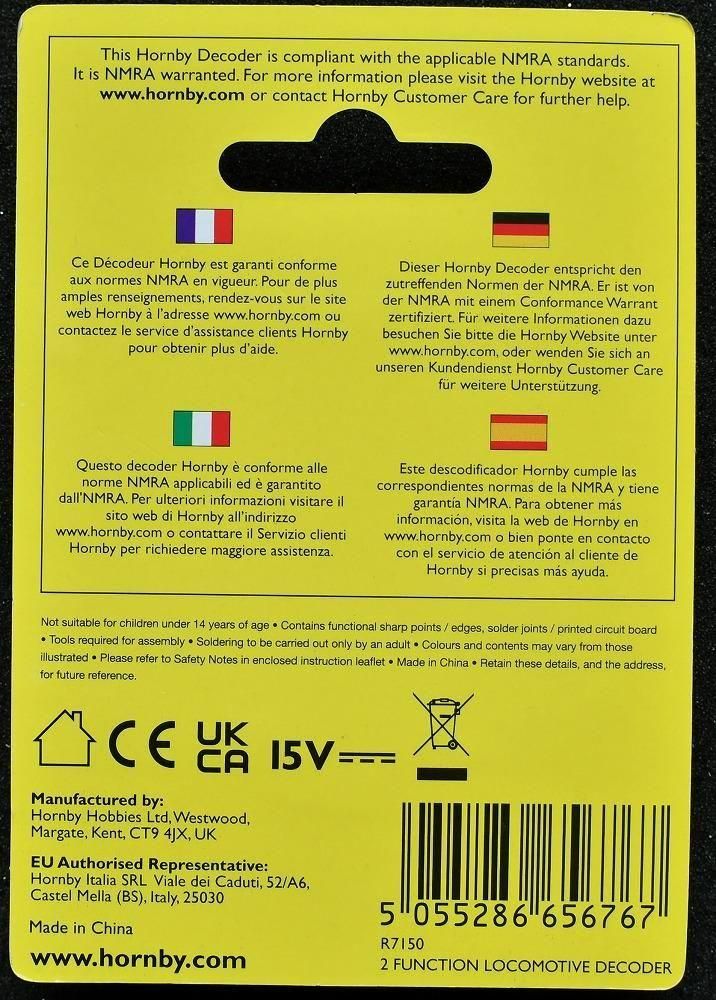 This Hornby Decoder is compliant with the applicable NMRA standards.
It is NMRA warranted. For more information please visit the Hornby website at
www.hornby.com or contact Hornby Customer Care for further help.
Ce Décodeur Hornby est garanti conforme
aux normes NMRA en vigueur. Pour de plus
amples renseignements, rendez-vous sur le site
web Hornby à l'adresse www.hornby.com ou
contactez le service d'assistance clients Hornby
pour obtenir plus d'aide.
Dieser Hornby Decoder entspricht den
zutreffenden Normen der NMRA. Er ist von
der NMRA mit einem Conformance Warrant
zertifiziert. Für weitere Informationen dazu
besuchen Sie bitte die Hornby Website unter
www.hornby.com, oder wenden Sie sich an
unseren Kundendienst Hornby Customer Care
für weitere Unterstützung.
Questo decoder Hornby è conforme alle
norme NMRA applicabili ed è garantito
dall'NMRA. Per ulteriori informazioni visitare il
sito web di Hornby all'indirizzo
www.hornby.com o contattare il Servizio clienti
Hornby per richiedere maggiore assistenza.
Este descodificador Hornby cumple las
correspondientes normas de la NMRA y tiene
garantía NMRA. Para obtener más
información, visita la web de Hornby en
www.hornby.com o bien ponte en contacto
con el servicio de atención al cliente de
Hornby si precisas más ayuda.
Not suitable for children under 14 years of age • Contains functional sharp points / edges, solder joints / printed circuit board
• Tools required for assembly • Soldering to be carried out only by an adult • Colours and contents may vary from those
illustrated • Please refer to Safety Notes in enclosed instruction leaflet • Made in China • Retain these details, and the address,
for future reference.
CE UK CA 15V
Manufactured by:
Hornby Hobbies Ltd, Westwood,
Margate, Kent, CT9 4JX, UK
EU Authorised Representative:
Hornby Italia SRL Viale dei Caduti, 52/A6,
Castel Mella (BS), Italy, 25030
Made in China
www.hornby.com
5 055286 656767
R7150
2 FUNCTION LOCOMOTIVE DECODER